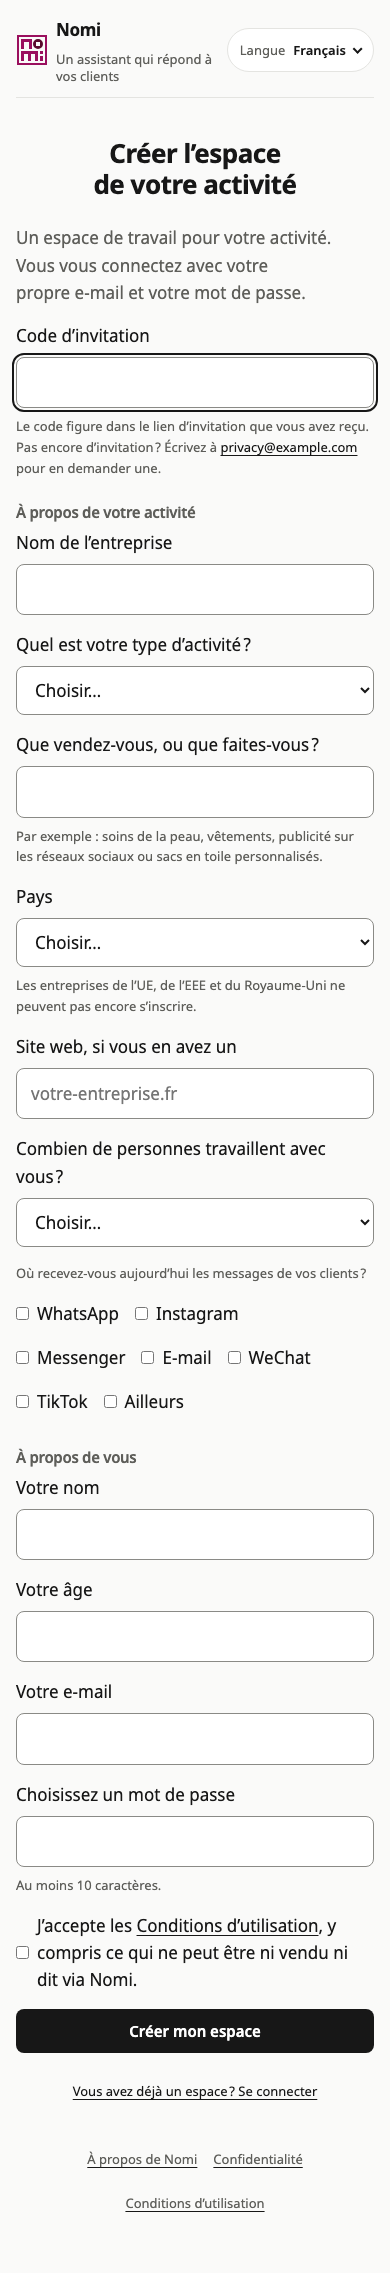 nomi
Nomi
Un assistant qui répond à
vos clients
Langue Français
Créer l’espace
de votre activité
Un espace de travail pour votre activité.
Vous vous connectez avec votre
propre e-mail et votre mot de passe.
Code d’invitation
Le code figure dans le lien d’invitation que vous avez reçu.
Pas encore d’invitation ? Écrivez à privacy@example.com
pour en demander une.
À propos de votre activité
Nom de l’entreprise
Quel est votre type d’activité ?
Choisir…
Que vendez-vous, ou que faites-vous ?
Par exemple : soins de la peau, vêtements, publicité sur
les réseaux sociaux ou sacs en toile personnalisés.
Pays
Choisir…
Les entreprises de l’UE, de l’EEE et du Royaume-Uni ne
peuvent pas encore s’inscrire.
Site web, si vous en avez un
votre-entreprise.fr
Combien de personnes travaillent avec
vous ?
Choisir…
Où recevez-vous aujourd’hui les messages de vos clients ?
WhatsApp Instagram
Messenger E-mail WeChat
TikTok Ailleurs
À propos de vous
Votre nom
Votre âge
Votre e-mail
Choisissez un mot de passe
Au moins 10 caractères.
J’accepte les Conditions d’utilisation, y
compris ce qui ne peut être ni vendu ni
dit via Nomi.
Créer mon espace
Vous avez déjà un espace ? Se connecter
À propos de Nomi Confidentialité
Conditions d’utilisation